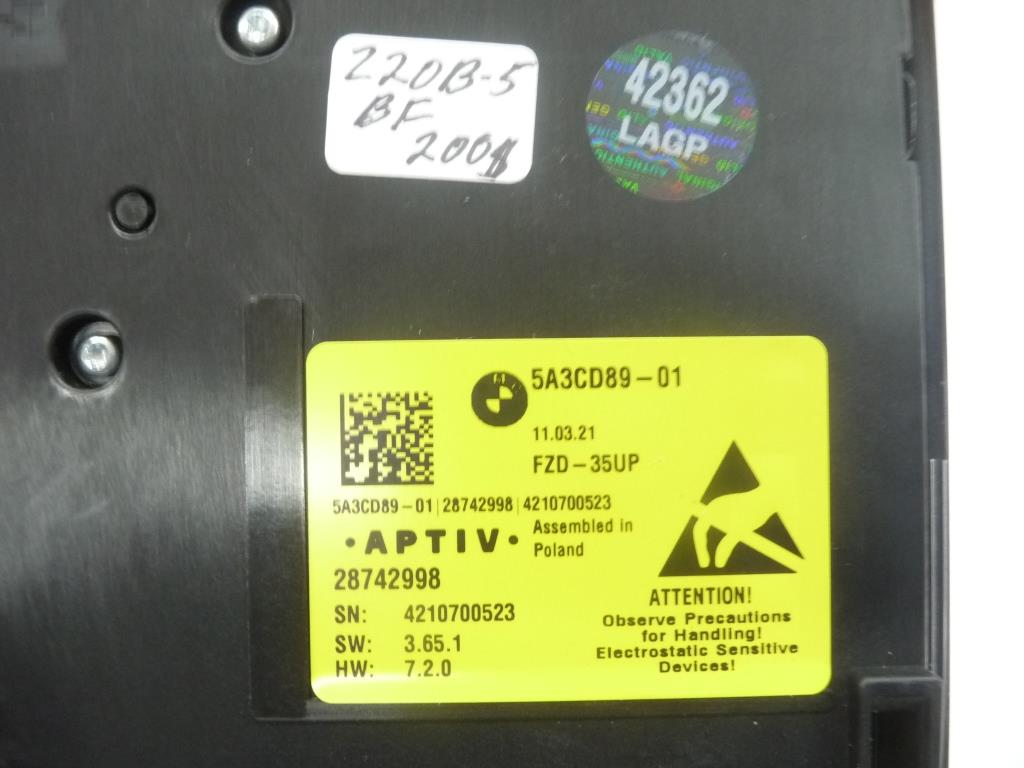 220B-5
BF
42362
LAGP
5A3CD89-01
11.03.21
FZD-35UP
5A3CD89-01|28742998|4210700523
•APTIV•
Assembled in
Poland
28742998
SN: 4210700523
SW: 3.65.1
HW: 7.2.0
ATTENTION!
Observe Precautions
for Handling!
Electrostatic Sensitive
Devices!